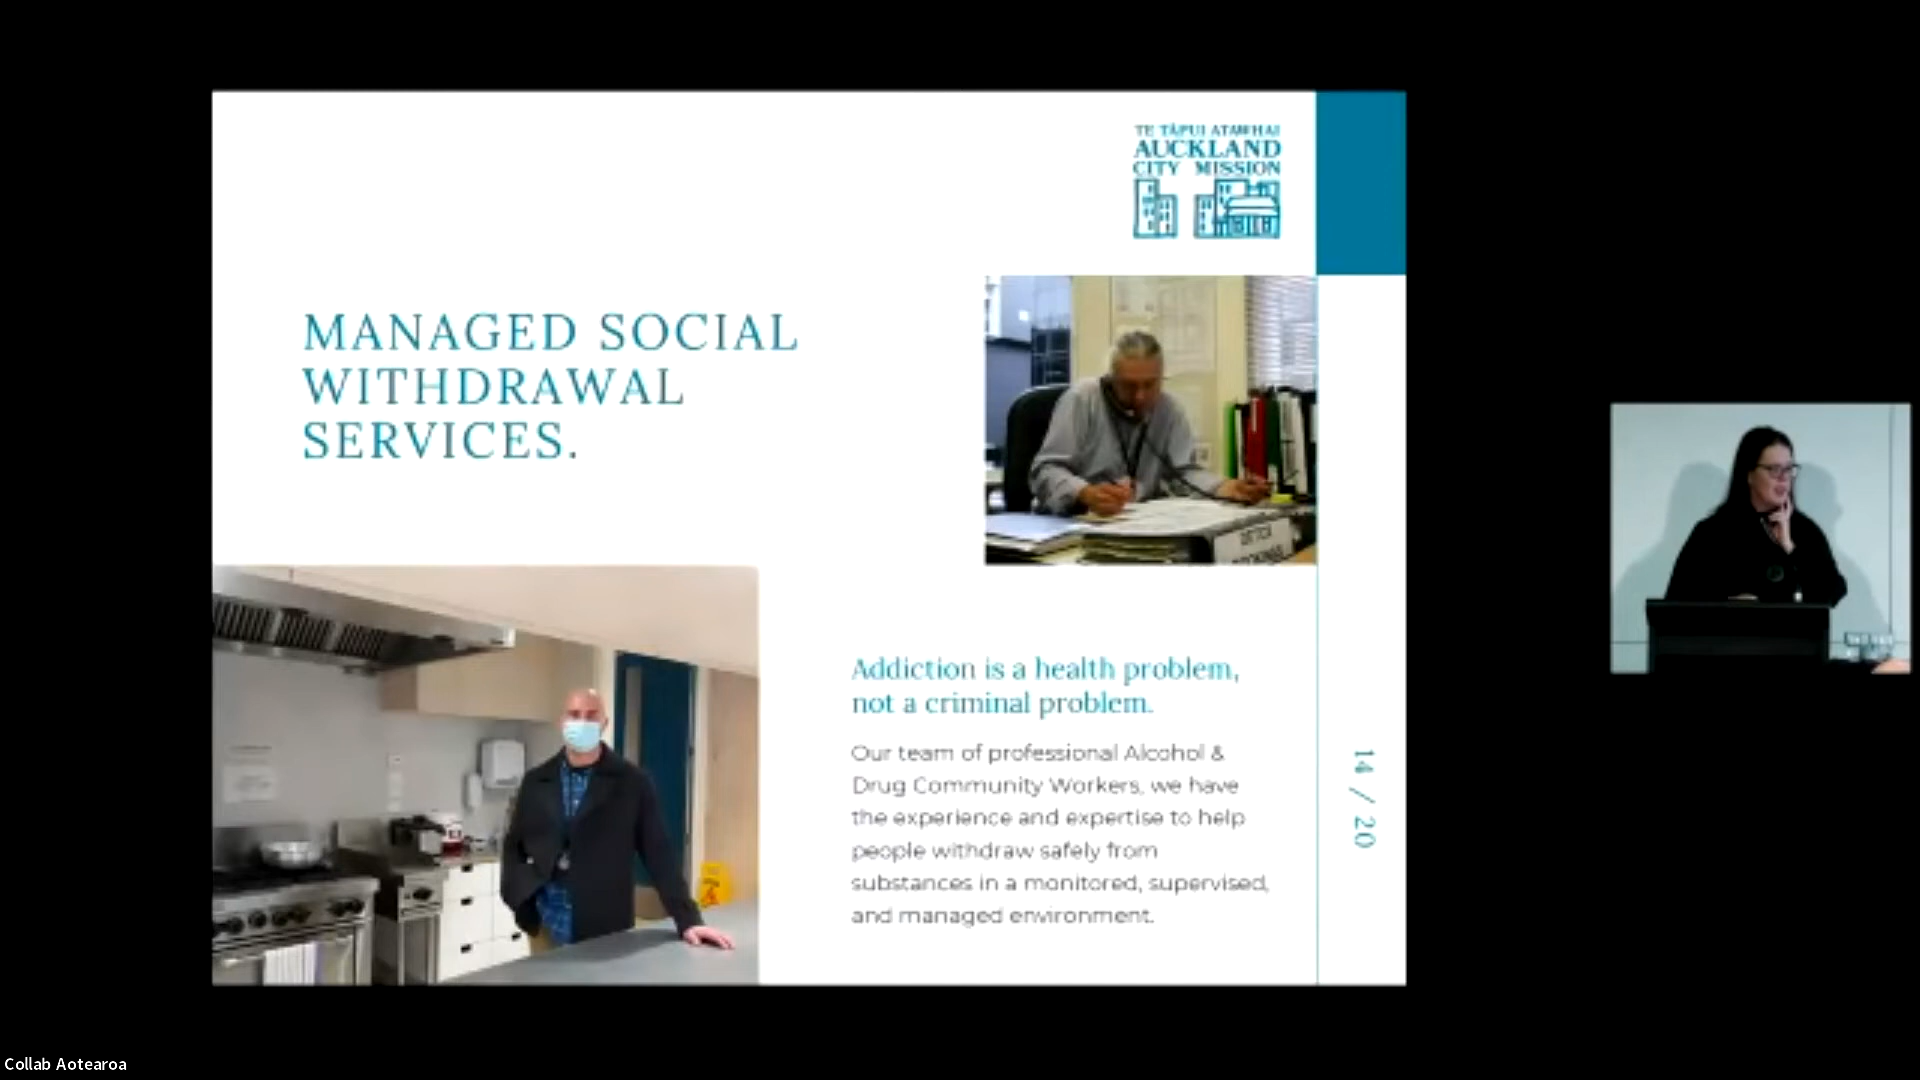 TE TĀPUI ATAWHAI
AUCKLAND
CITY MISSION
MANAGED SOCIAL
WITHDRAWAL
SERVICES.
Addiction is a health problem,
not a criminal problem.
Our team of professional Alcohol &
Drug Community Workers, we have
the experience and expertise to help
people withdraw safely from
substances in a monitored, supervised,
and managed environment.
14 / 20
Collab Aotearoa